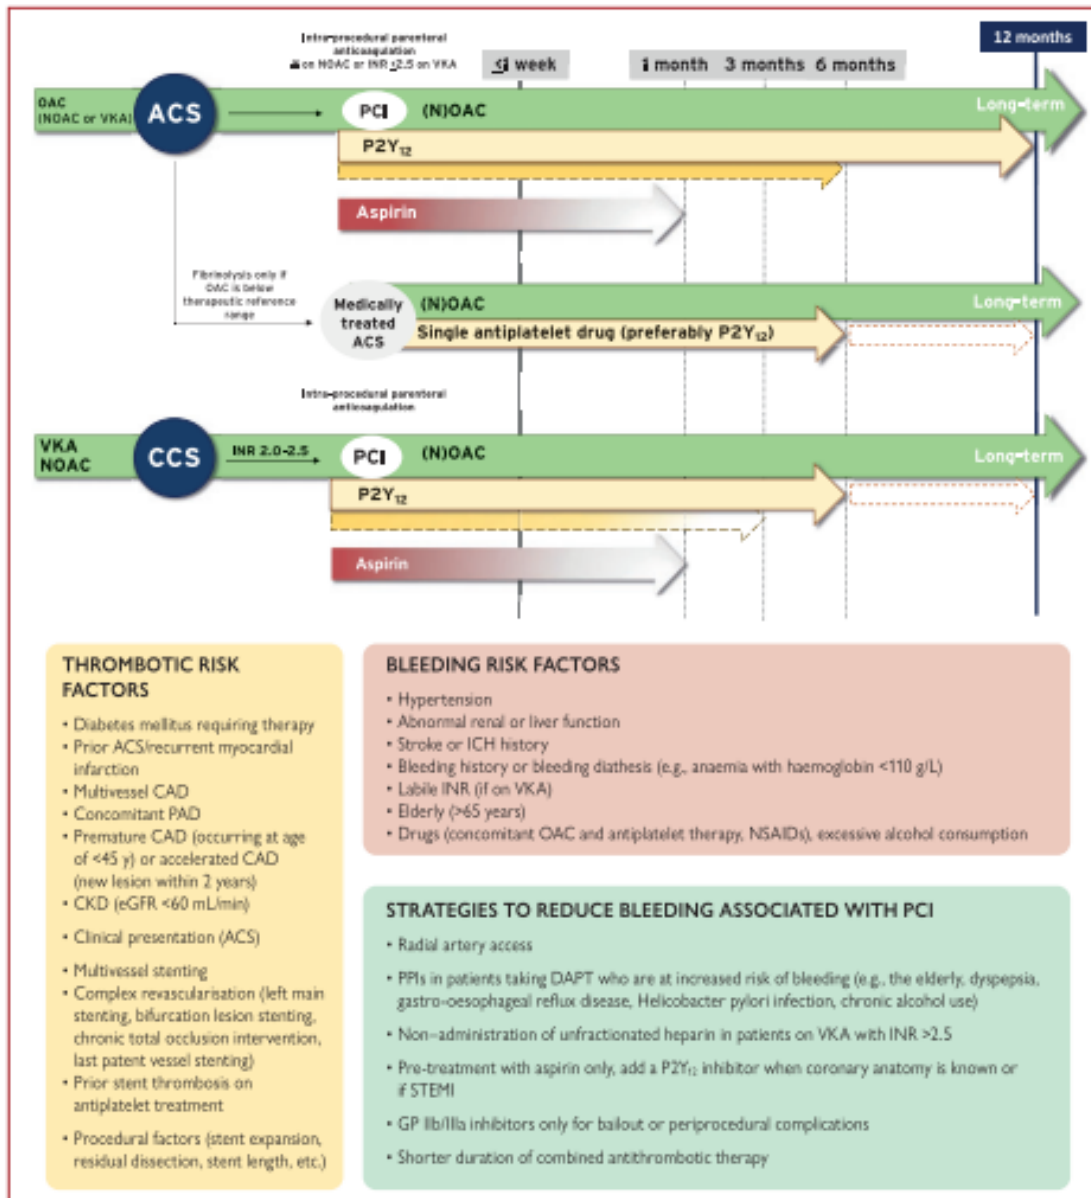 Intra-procedural parenteral
anticoagulation
on NOAC or INR ≤2.5 on VKA
≤1 week
1 month
3 months
6 months
12 months
OAC
(NOAC or VKA)
ACS
PCI
(N)OAC
Long-term
P2Y₁₂
Aspirin
Fibrinolysis only if
OAC is below
therapeutic reference
range
Medically
treated
ACS
(N)OAC
Long-term
Single antiplatelet drug (preferably P2Y₁₂)
Intra-procedural parenteral
anticoagulation
VKA
NOAC
CCS
INR 2.0-2.5
PCI
(N)OAC
Long-term
P2Y₁₂
Aspirin
THROMBOTIC RISK
FACTORS
• Diabetes mellitus requiring therapy
• Prior ACS/recurrent myocardial
infarction
• Multivessel CAD
• Concomitant PAD
• Premature CAD (occurring at age
of <45 y) or accelerated CAD
(new lesion within 2 years)
• CKD (eGFR <60 mL/min)
• Clinical presentation (ACS)
• Multivessel stenting
• Complex revascularisation (left main
stenting, bifurcation lesion stenting,
chronic total occlusion intervention,
last patent vessel stenting)
• Prior stent thrombosis on
antiplatelet treatment
• Procedural factors (stent expansion,
residual dissection, stent length, etc.)
BLEEDING RISK FACTORS
• Hypertension
• Abnormal renal or liver function
• Stroke or ICH history
• Bleeding history or bleeding diathesis (e.g., anaemia with haemoglobin <110 g/L)
• Labile INR (if on VKA)
• Elderly (>65 years)
• Drugs (concomitant OAC and antiplatelet therapy, NSAIDs), excessive alcohol consumption
STRATEGIES TO REDUCE BLEEDING ASSOCIATED WITH PCI
• Radial artery access
• PPIs in patients taking DAPT who are at increased risk of bleeding (e.g., the elderly, dyspepsia,
gastro-oesophageal reflux disease, Helicobacter pylori infection, chronic alcohol use)
• Non-administration of unfractionated heparin in patients on VKA with INR >2.5
• Pre-treatment with aspirin only, add a P2Y₁₂ inhibitor when coronary anatomy is known or
if STEMI
• GP IIb/IIIa inhibitors only for bailout or periprocedural complications
• Shorter duration of combined antithrombotic therapy